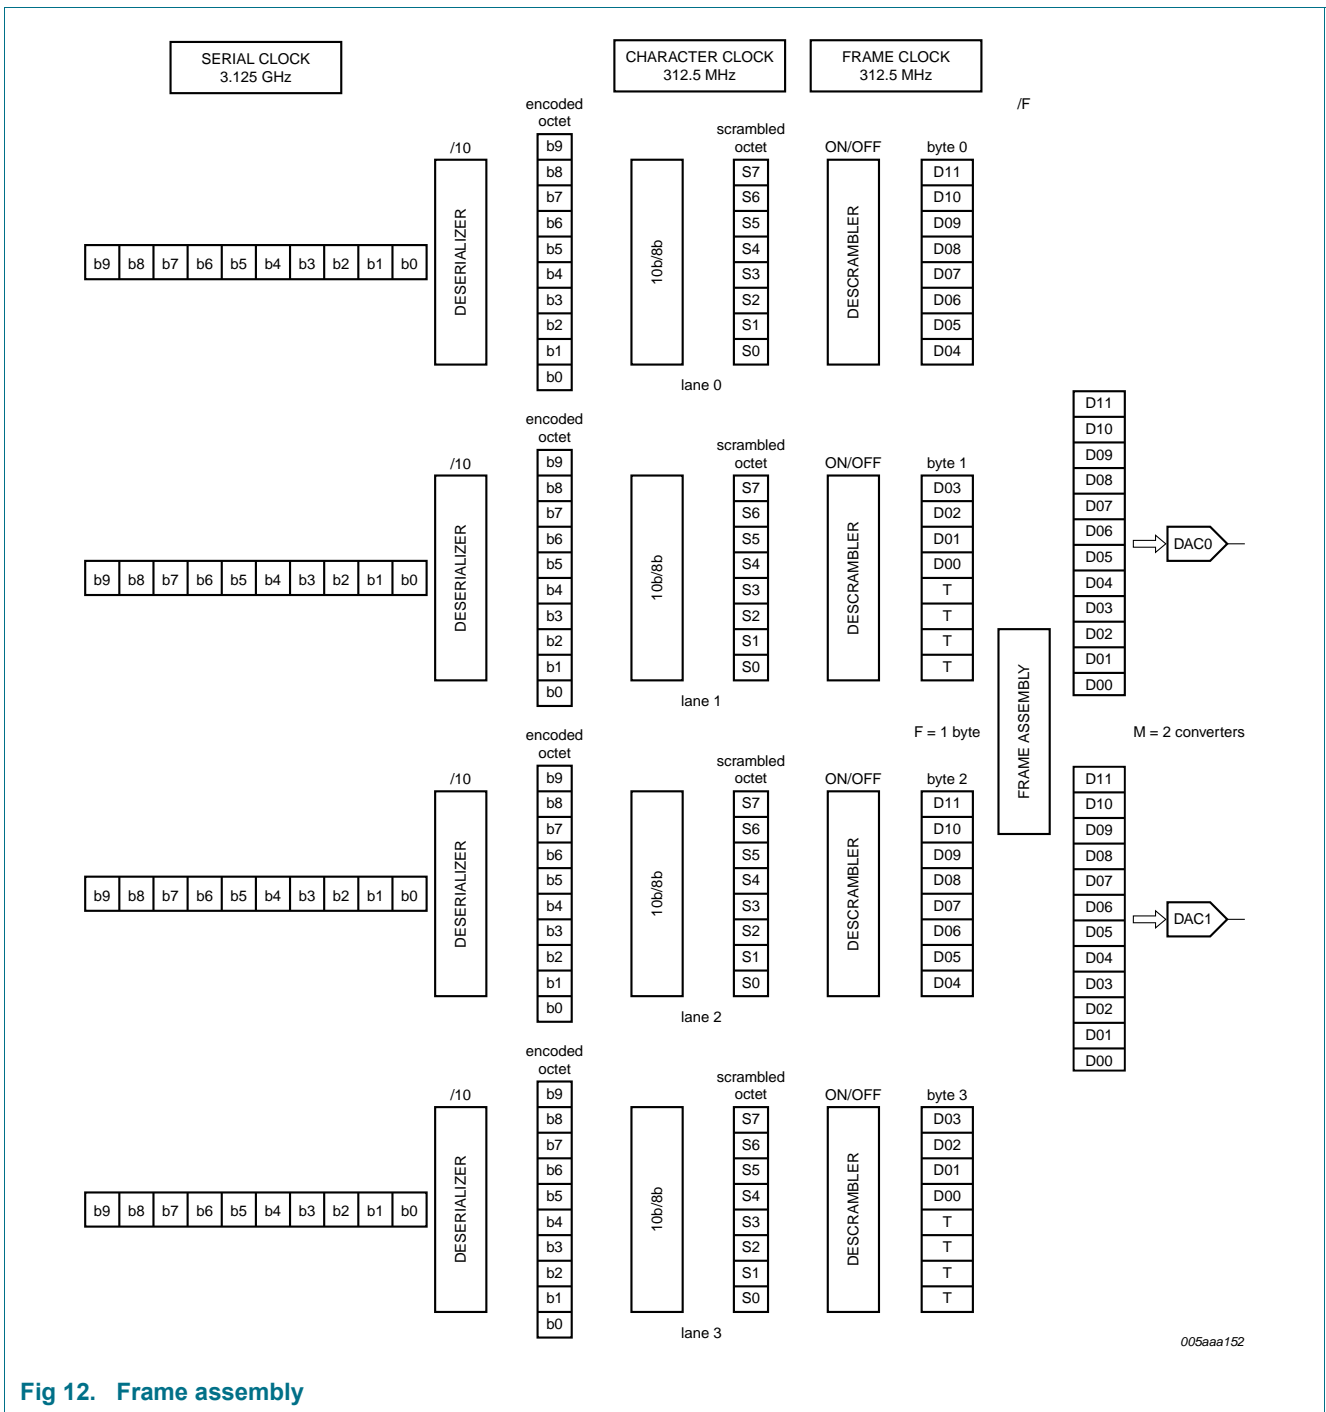 SERIAL CLOCK
3.125 GHz
CHARACTER CLOCK
312.5 MHz
FRAME CLOCK
312.5 MHz
/F
encoded
octet
scrambled
octet
/10
ON/OFF
byte 0
b9 b8 b7 b6 b5 b4 b3 b2 b1 b0
DESERIALIZER
b9
b8
b7
b6
b5
b4
b3
b2
b1
b0
10b/8b
S7
S6
S5
S4
S3
S2
S1
S0
DESCRAMBLER
D11
D10
D09
D08
D07
D06
D05
D04
lane 0
encoded
octet
scrambled
octet
/10
ON/OFF
byte 1
b9 b8 b7 b6 b5 b4 b3 b2 b1 b0
DESERIALIZER
b9
b8
b7
b6
b5
b4
b3
b2
b1
b0
10b/8b
S7
S6
S5
S4
S3
S2
S1
S0
DESCRAMBLER
D03
D02
D01
D00
T
T
T
T
lane 1
F = 1 byte
encoded
octet
scrambled
octet
/10
ON/OFF
byte 2
b9 b8 b7 b6 b5 b4 b3 b2 b1 b0
DESERIALIZER
b9
b8
b7
b6
b5
b4
b3
b2
b1
b0
10b/8b
S7
S6
S5
S4
S3
S2
S1
S0
DESCRAMBLER
D11
D10
D09
D08
D07
D06
D05
D04
lane 2
encoded
octet
scrambled
octet
/10
ON/OFF
byte 3
b9 b8 b7 b6 b5 b4 b3 b2 b1 b0
DESERIALIZER
b9
b8
b7
b6
b5
b4
b3
b2
b1
b0
10b/8b
S7
S6
S5
S4
S3
S2
S1
S0
DESCRAMBLER
D03
D02
D01
D00
T
T
T
T
lane 3
FRAME ASSEMBLY
D11
D10
D09
D08
D07
D06
D05
D04
D03
D02
D01
D00
DAC0
M = 2 converters
D11
D10
D09
D08
D07
D06
D05
D04
D03
D02
D01
D00
DAC1
005aaa152
Fig 12. Frame assembly